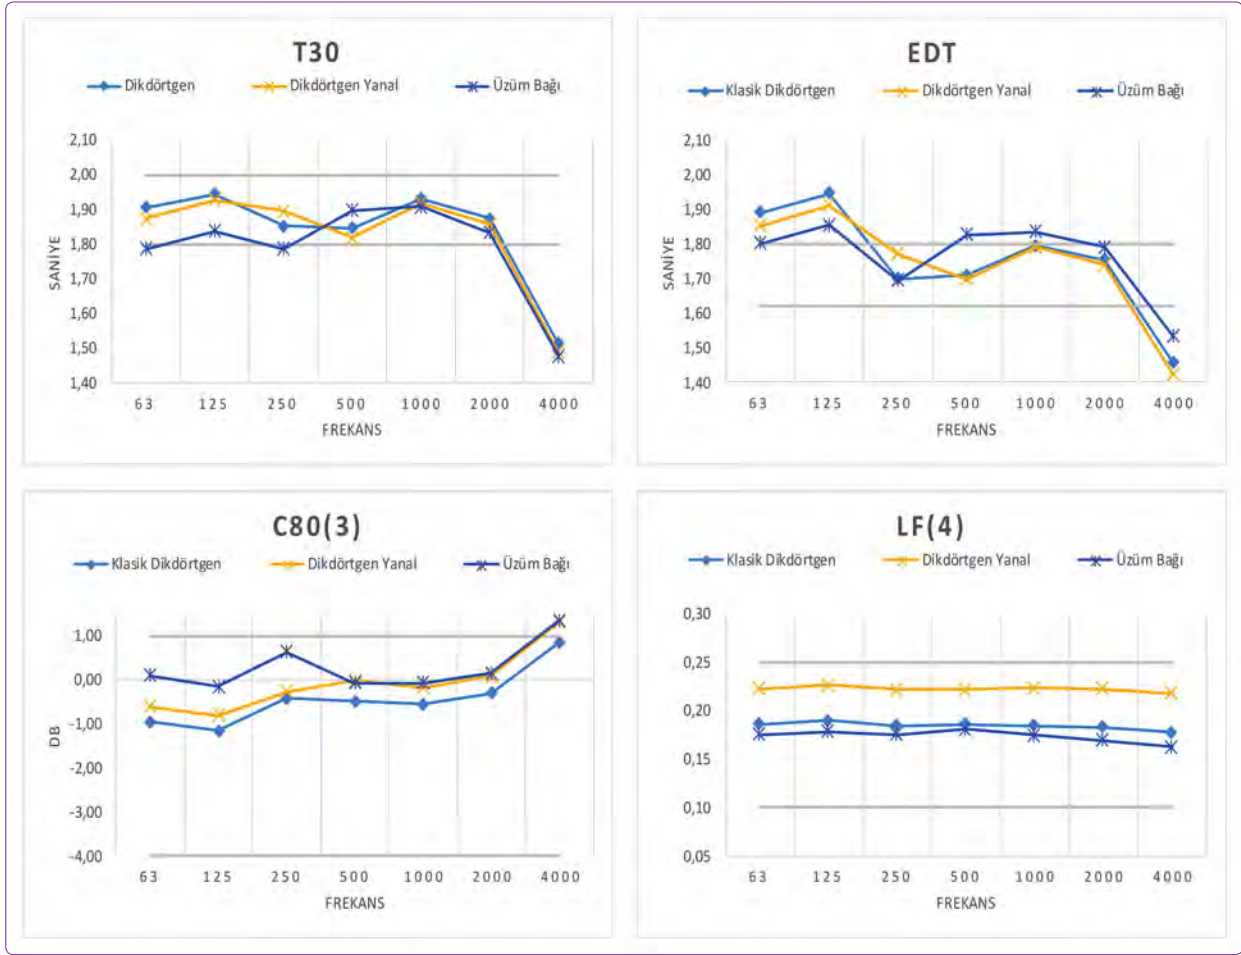 T30
Dikdörtgen Dikdörtgen Yanal Üzüm Bağı
2,10
2,00
1,90
1,80
1,70
1,60
1,50
1,40
SANİYE
63 125 250 500 1000 2000 4000
FREKANS
EDT
Klasik Dikdörtgen Dikdörtgen Yanal Üzüm Bağı
2,10
2,00
1,90
1,80
1,70
1,60
1,50
1,40
SANİYE
63 125 250 500 1000 2000 4000
FREKANS
C80(3)
Klasik Dikdörtgen Dikdörtgen Yanal Üzüm Bağı
1,00
0,00
-1,00
-2,00
-3,00
-4,00
DB
63 125 250 500 1000 2000 4000
FREKANS
LF(4)
Klasik Dikdörtgen Dikdörtgen Yanal Üzüm Bağı
0,30
0,25
0,20
0,15
0,10
0,05
63 125 250 500 1000 2000 4000
FREKANS